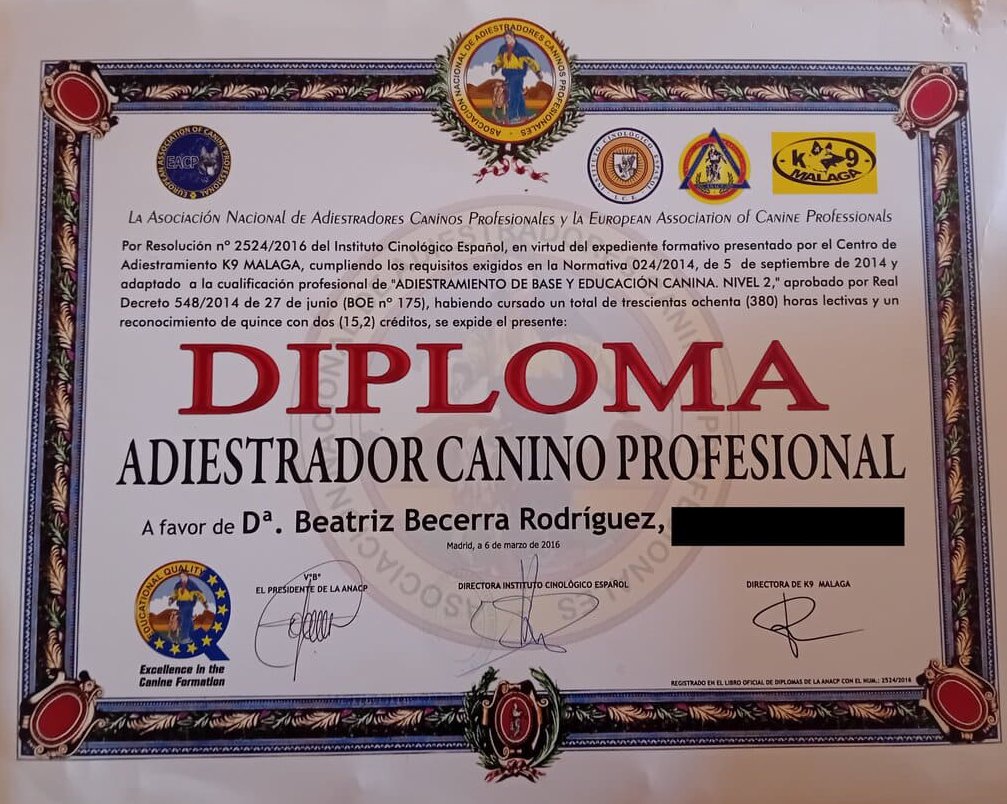 ASOCIACIÓN NACIONAL DE ADIESTRADORES CANINOS PROFESIONALES
EUROPEAN ASSOCIATION OF CANINE PROFESSIONAL
EACP
INSTITUTO CINOLÓGICO ESPAÑOL
I.C.E.
K 9
MALAGA
LA ASOCIACIÓN NACIONAL DE ADIESTRADORES CANINOS PROFESIONALES Y LA EUROPEAN ASSOCIATION OF CANINE PROFESSIONALS
Por Resolución nº 2524/2016 del Instituto Cinológico Español, en virtud del expediente formativo presentado por el Centro de
Adiestramiento K9 MALAGA, cumpliendo los requisitos exigidos en la Normativa 024/2014, de 5 de septiembre de 2014 y
adaptado a la cualificación profesional de "ADIESTRAMIENTO DE BASE Y EDUCACIÓN CANINA. NIVEL 2," aprobado por Real
Decreto 548/2014 de 27 de junio (BOE nº 175), habiendo cursado un total de trescientas ochenta (380) horas lectivas y un
reconocimiento de quince con dos (15,2) créditos, se expide el presente:
DIPLOMA
ADIESTRADOR CANINO PROFESIONAL
A favor de Dª. Beatriz Becerra Rodríguez,
Madrid, a 6 de marzo de 2016
VºBº
EL PRESIDENTE DE LA ANACP
DIRECTORA INSTITUTO CINOLÓGICO ESPAÑOL
DIRECTORA DE K9 MALAGA
EDUCATIONAL QUALITY
Excellence in the
Canine Formation
REGISTRADO EN EL LIBRO OFICIAL DE DIPLOMAS DE LA ANACP CON EL NUM.: 2524/2016